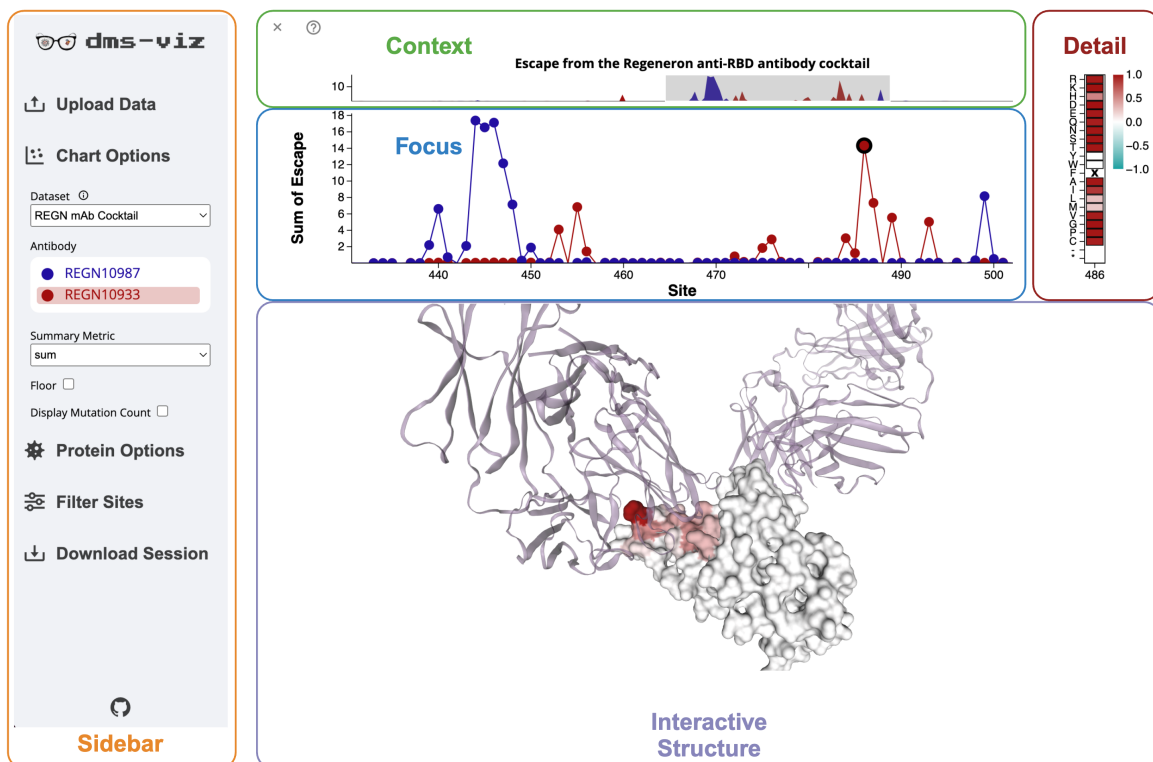 dms-viz
Upload Data
Chart Options
Dataset
REGN mAb Cocktail
Antibody
REGN10987
REGN10933
Summary Metric
sum
Floor
Display Mutation Count
Protein Options
Filter Sites
Download Session
Sidebar
× ?
Context
Escape from the Regeneron anti-RBD antibody cocktail
10
Focus
Sum of Escape
18
16
14
12
10
8
6
4
2
440 450 460 470 490 500
Site
Detail
R
K
H
D
E
Q
N
S
T
Y
W
F X
A
I
L
M
V
G
P
C
-
*
486
1.0
0.5
0.0
−0.5
−1.0
Interactive
Structure